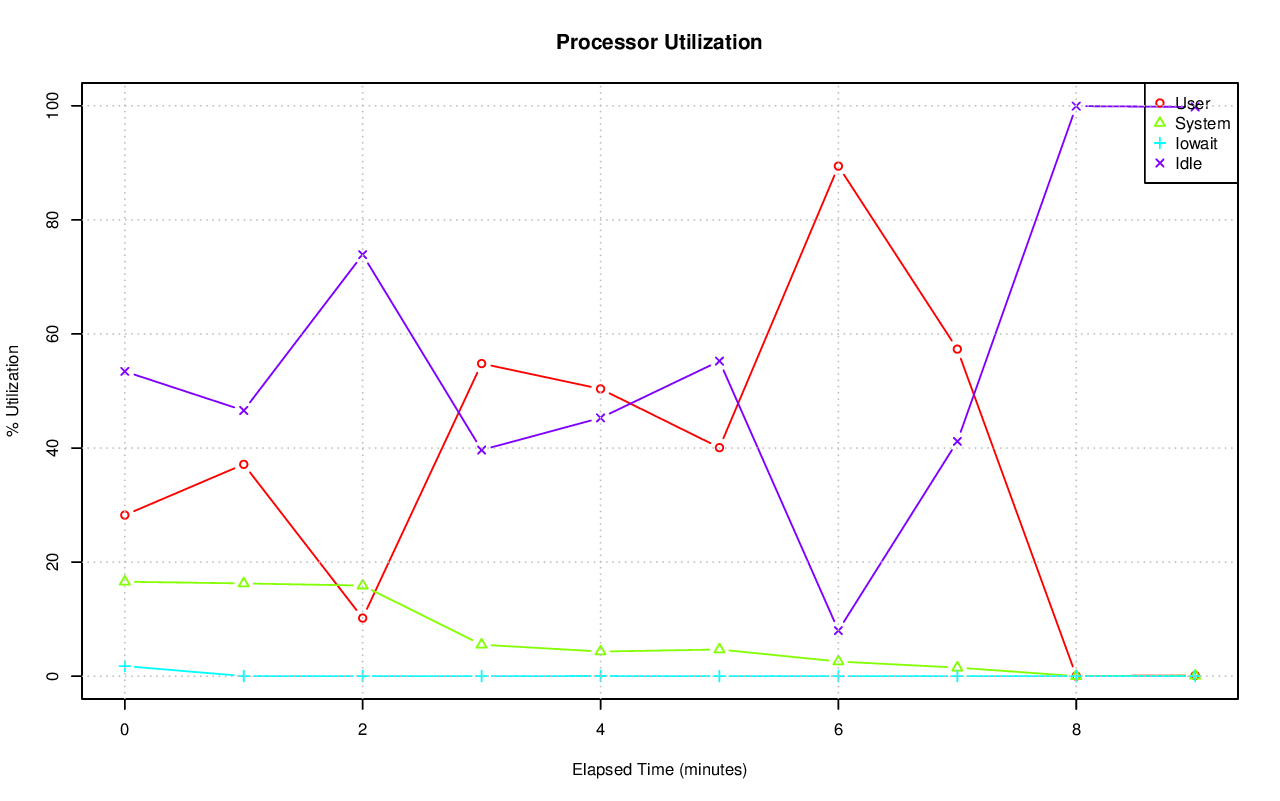 Processor Utilization
% Utilization
100
80
60
40
20
0
User
System
Iowait
Idle
0 2 4 6 8
Elapsed Time (minutes)